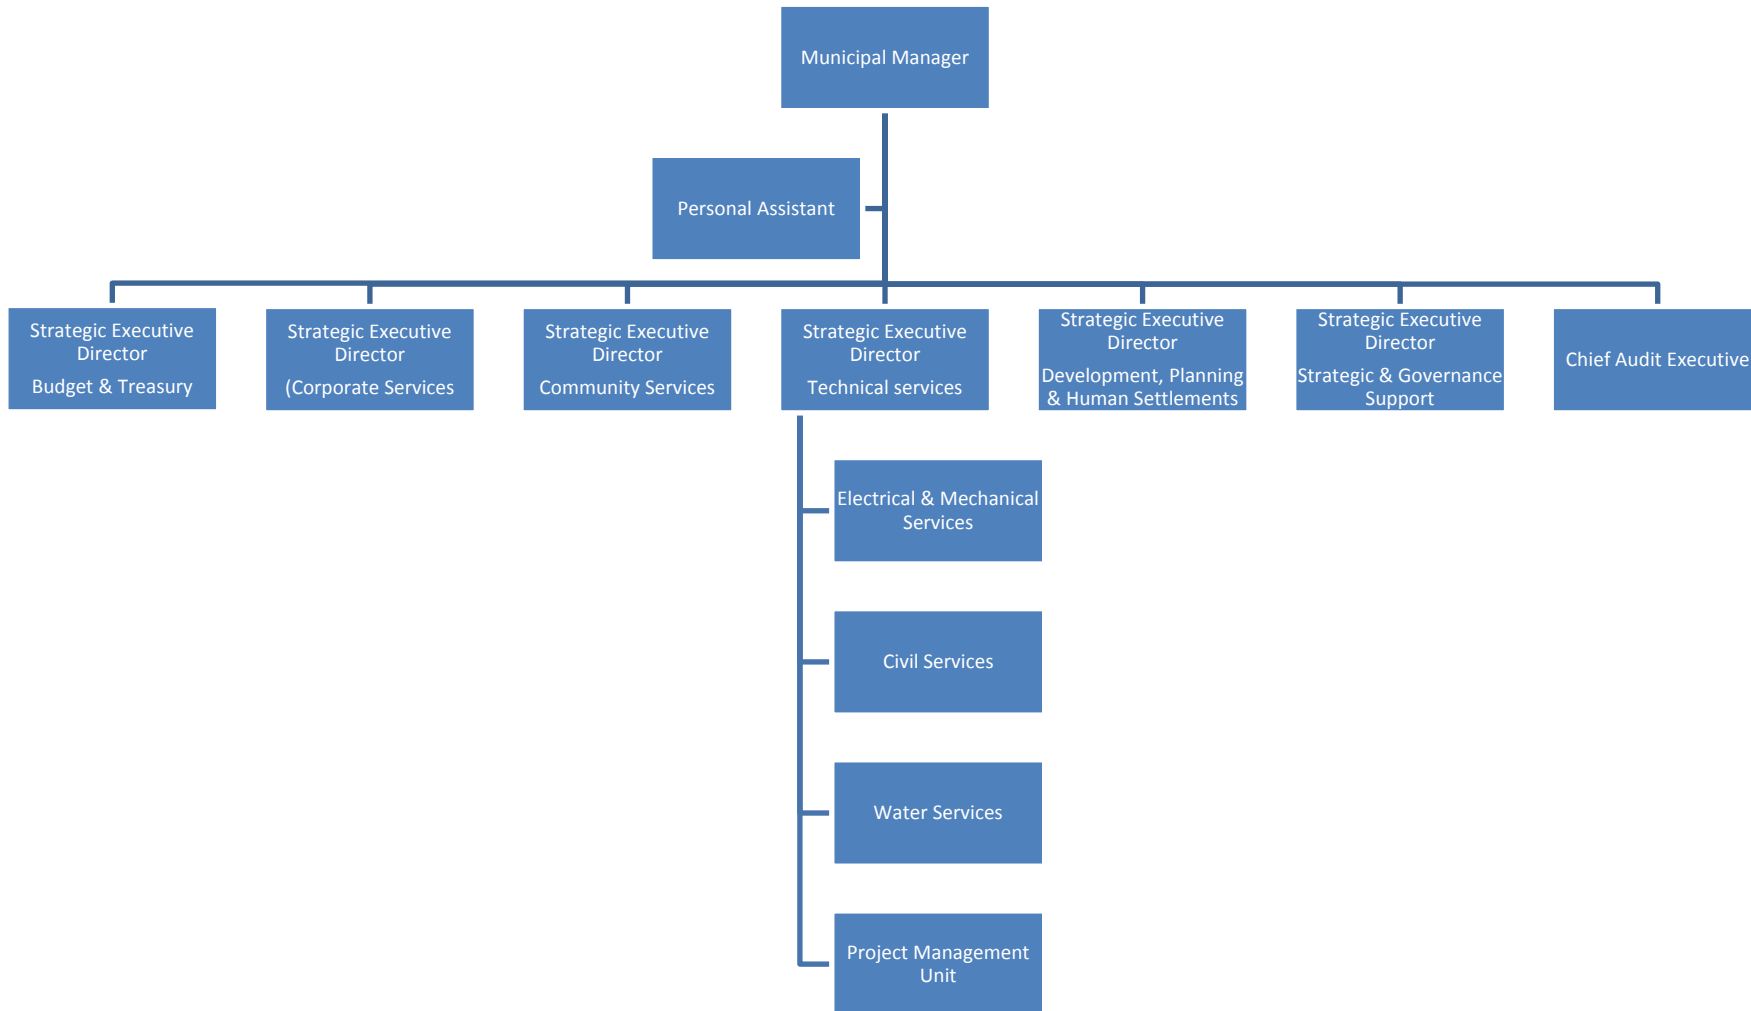 Municipal Manager
Personal Assistant
Strategic Executive
Director
Budget & Treasury
Strategic Executive
Director
(Corporate Services
Strategic Executive
Director
Community Services
Strategic Executive
Director
Technical services
Strategic Executive
Director
Development, Planning
& Human Settlements
Strategic Executive
Director
Strategic & Governance
Support
Chief Audit Executive
Electrical & Mechanical
Services
Civil Services
Water Services
Project Management
Unit